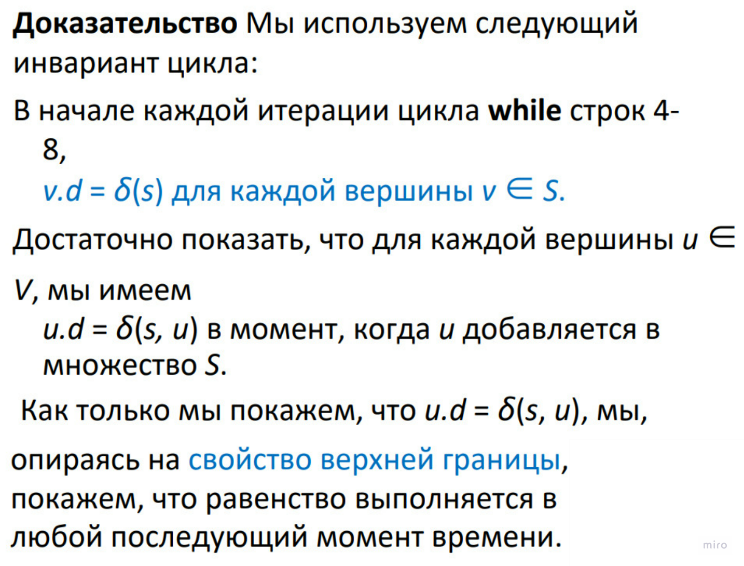 Доказательство Мы используем следующий
инвариант цикла:
В начале каждой итерации цикла while строк 4-
8,
v.d = δ(s) для каждой вершины v ∈ S.
Достаточно показать, что для каждой вершины u ∈
V, мы имеем
u.d = δ(s, u) в момент, когда u добавляется в
множество S.
Как только мы покажем, что u.d = δ(s, u), мы,
опираясь на свойство верхней границы,
покажем, что равенство выполняется в
любой последующий момент времени.
miro